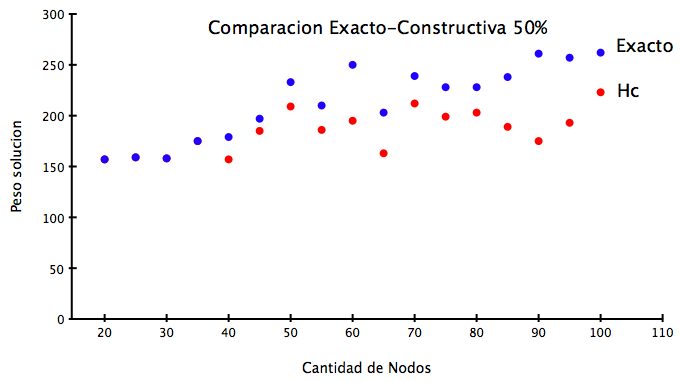 Comparacion Exacto-Constructiva 50%
300
250
200
150
100
50
0
Peso solucion
Exacto
Hc
20 30 40 50 60 70 80 90 100 110
Cantidad de Nodos